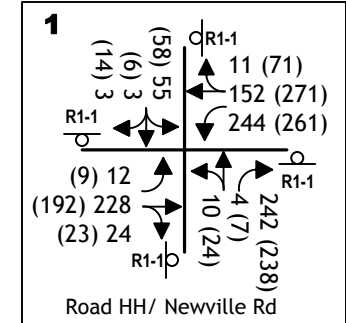 1
R1-1
(14) 3
(6) 3
(58) 55
11 (71)
152 (271)
244 (261)
R1-1
R1-1
(9) 12
(192) 228
(23) 24
R1-1
10 (24)
4 (7)
242 (238)
Road HH/ Newville Rd